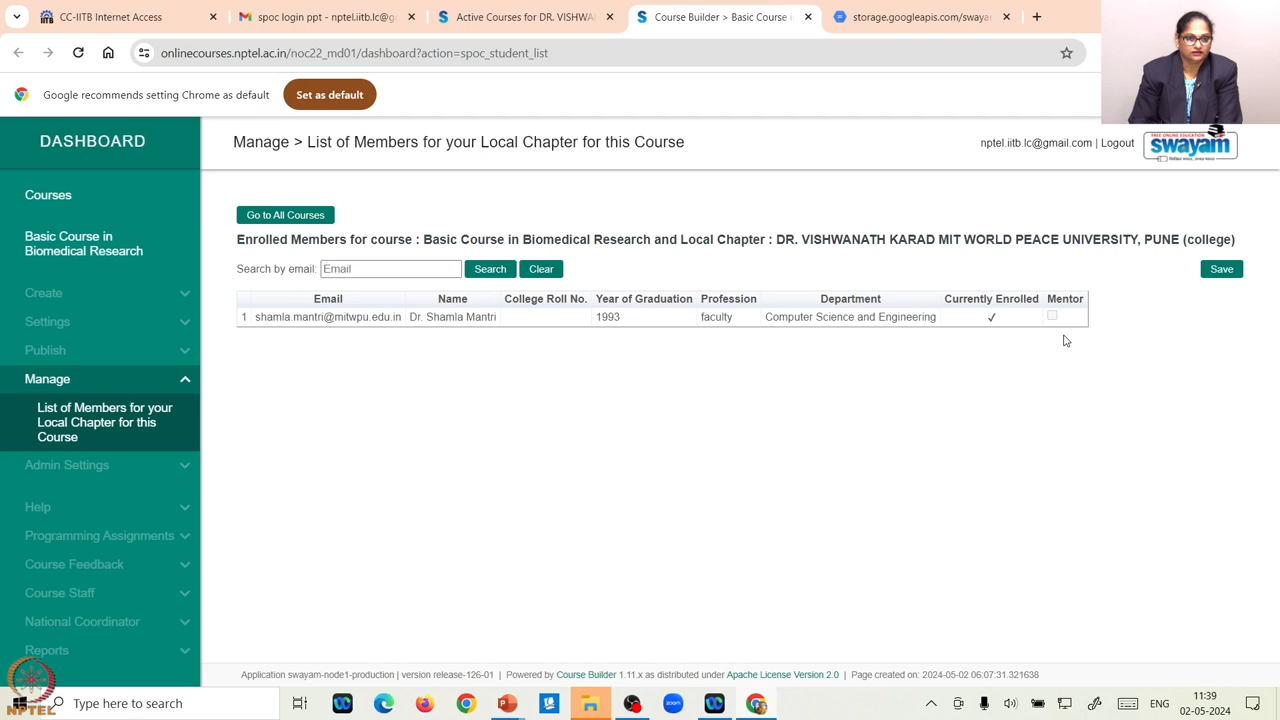 CC-IITB Internet Access
spoc login ppt - nptel.iitb.lc@g
Active Courses for DR. VISHWA
Course Builder > Basic Course in
storage.googleapis.com/swaya
onlinecourses.nptel.ac.in/noc22_md01/dashboard?action=spoc_student_list
Google recommends setting Chrome as default
Set as default
DASHBOARD
Manage > List of Members for your Local Chapter for this Course
nptel.iitb.lc@gmail.com | Logout
FREE ONLINE EDUCATION
swayam
Courses
Basic Course in
Biomedical Research
Create
Settings
Publish
Manage
List of Members for your
Local Chapter for this
Course
Admin Settings
Help
Programming Assignments
Course Feedback
Course Staff
National Coordinator
Reports
Go to All Courses
Enrolled Members for course : Basic Course in Biomedical Research and Local Chapter : DR. VISHWANATH KARAD MIT WORLD PEACE UNIVERSITY, PUNE (college)
Search by email: Email Search Clear Save
Email Name College Roll No. Year of Graduation Profession Department Currently Enrolled Mentor
1 shamla.mantri@mitwpu.edu.in Dr. Shamla Mantri 1993 faculty Computer Science and Engineering ✓
Application swayam-node1-production | version release-126-01 | Powered by Course Builder 1.11.x as distributed under Apache License Version 2.0 | Page created on: 2024-05-02 06:07:31.321638
NPTEL
Type here to search
ENG
11:39
02-05-2024